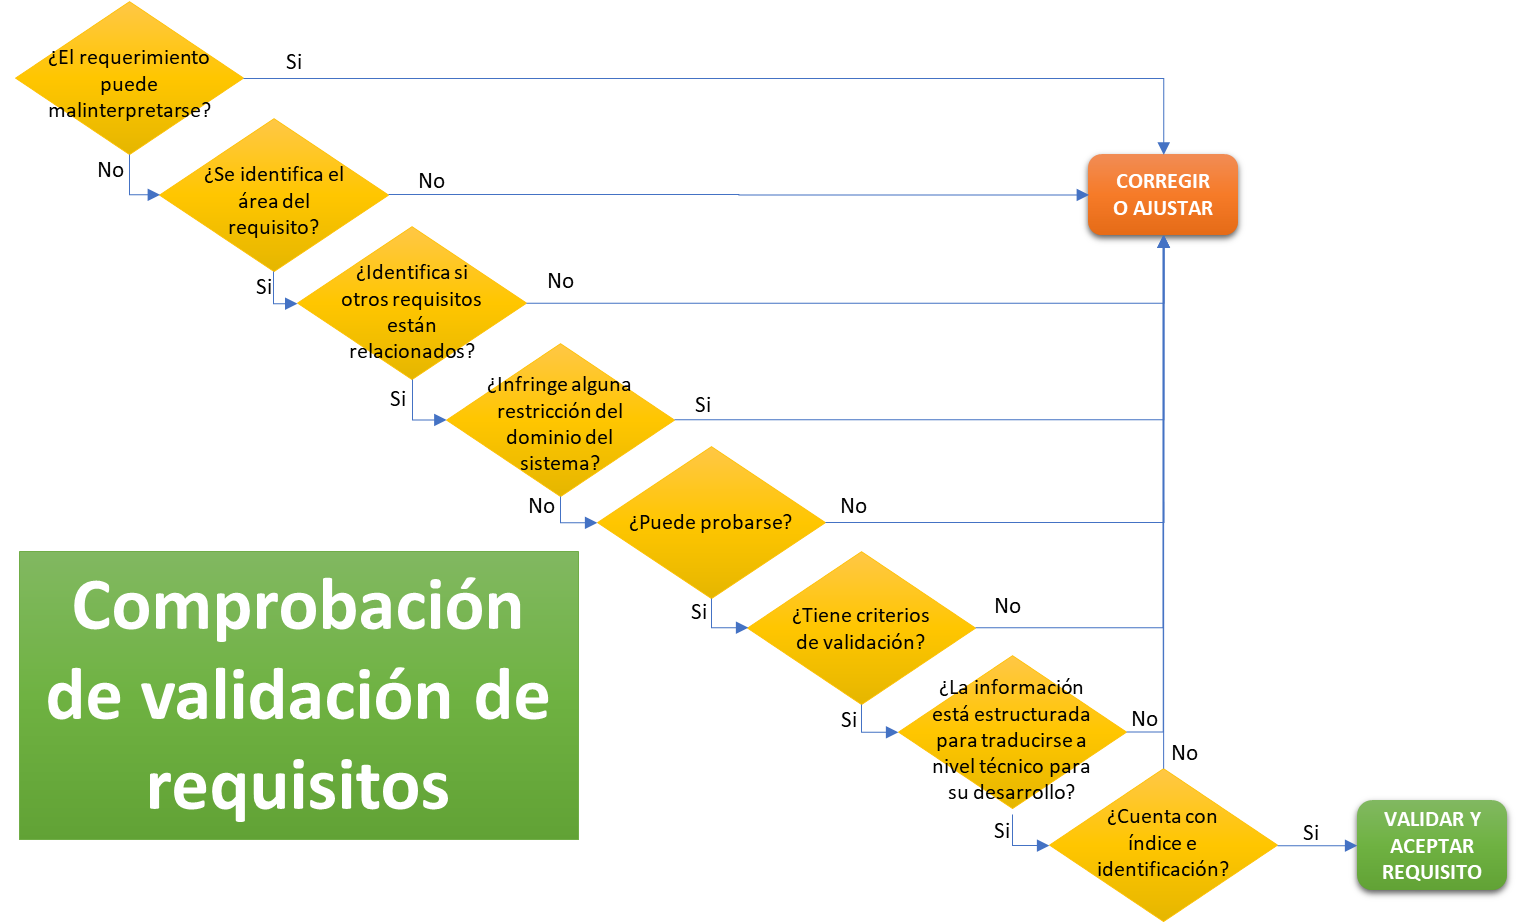 ¿El requerimiento
puede
malinterpretarse?
Si
No
¿Se identifica el
área del
requisito?
No
CORREGIR
O AJUSTAR
Si
¿Identifica si
otros requisitos
están
relacionados?
No
Si
¿Infringe alguna
restricción del
dominio del
sistema?
Si
No
¿Puede probarse?
No
Si
¿Tiene criterios
de validación?
No
Si
¿La información
está estructurada
para traducirse a
nivel técnico para
su desarrollo?
No
Si
¿Cuenta con
índice e
identificación?
No
Si
VALIDAR Y
ACEPTAR
REQUISITO
Comprobación
de validación de
requisitos